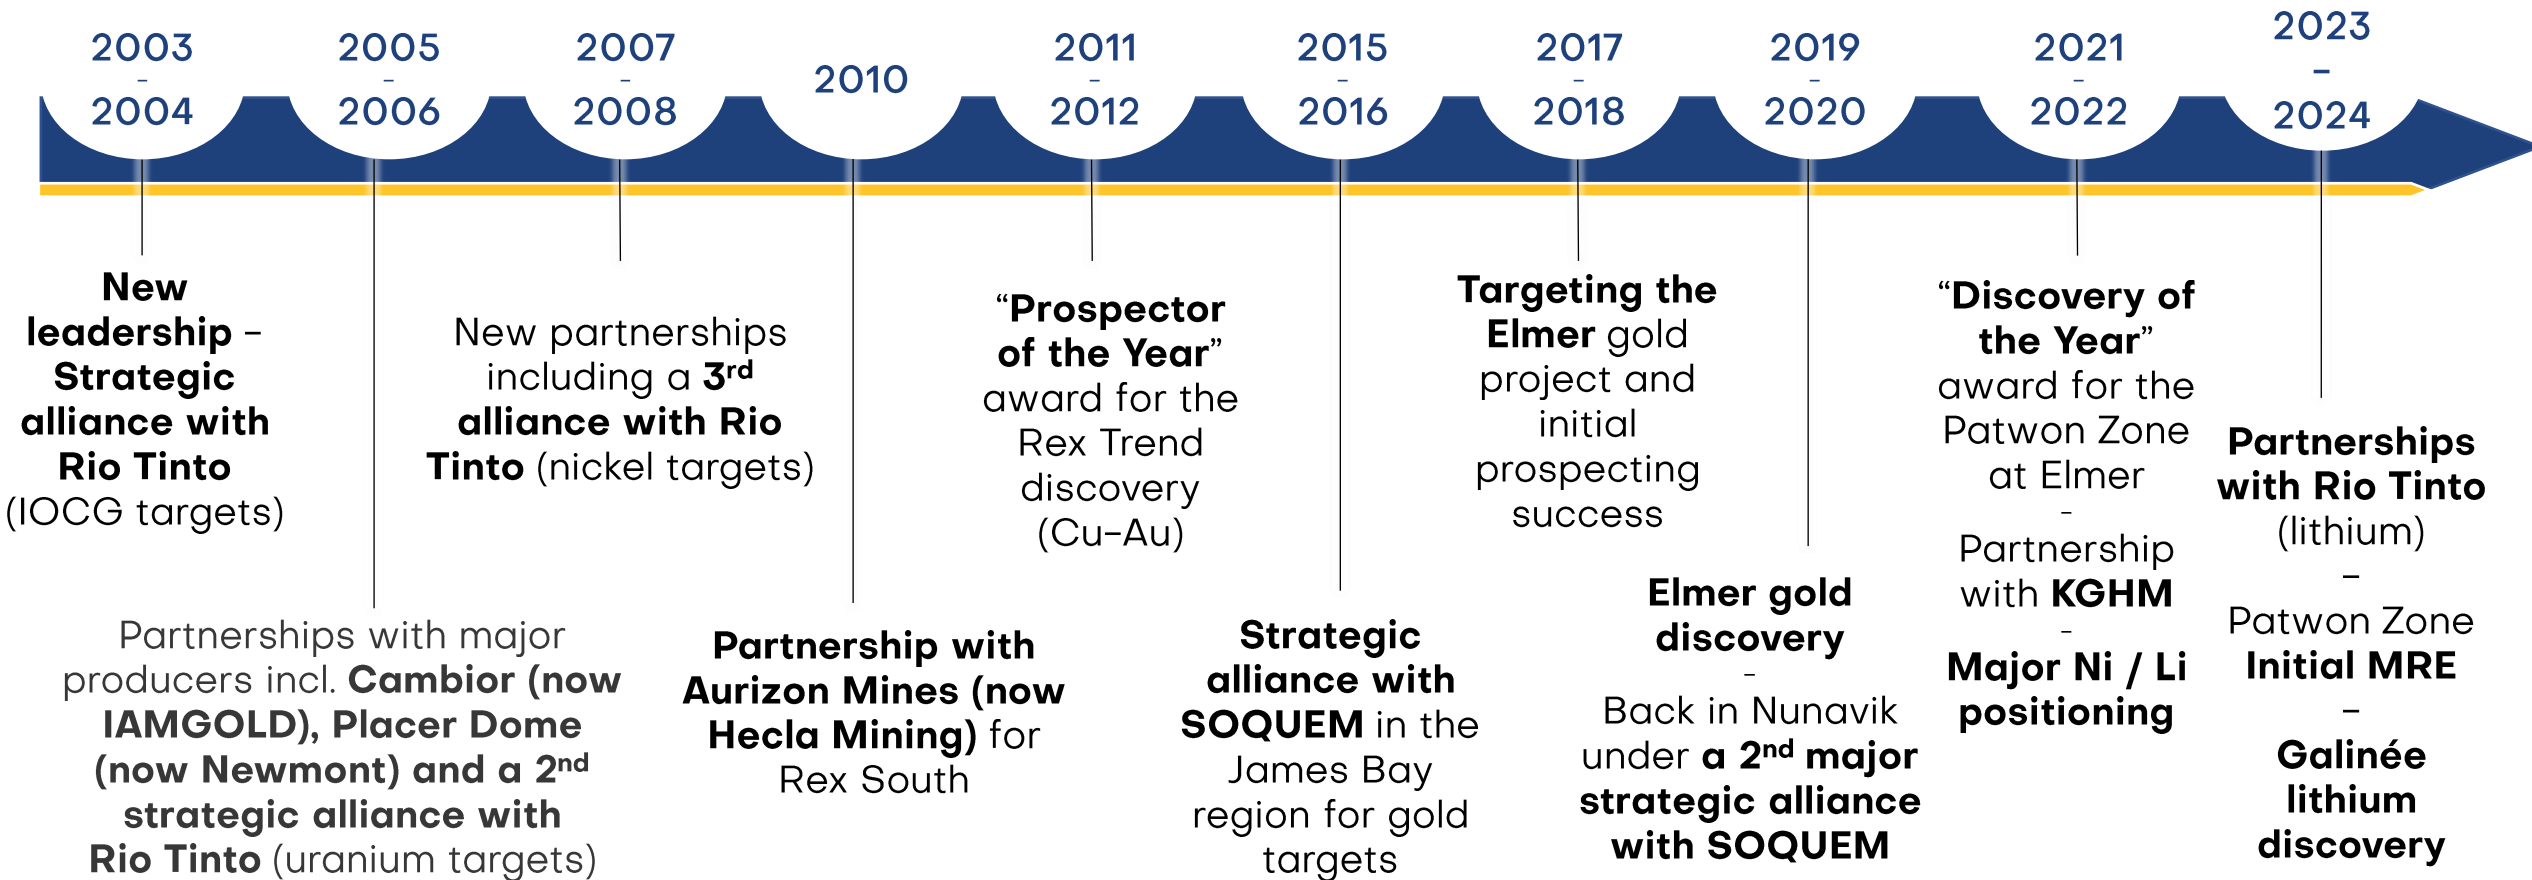 2003
–
2004
New
leadership –
Strategic
alliance with
Rio Tinto
(IOCG targets)
2005
–
2006
Partnerships with major
producers incl. Cambior (now
IAMGOLD), Placer Dome
(now Newmont) and a 2nd
strategic alliance with
Rio Tinto (uranium targets)
2007
–
2008
New partnerships
including a 3rd
alliance with Rio
Tinto (nickel targets)
2010
Partnership with
Aurizon Mines (now
Hecla Mining) for
Rex South
2011
–
2012
“Prospector
of the Year”
award for the
Rex Trend
discovery
(Cu–Au)
2015
–
2016
Strategic
alliance with
SOQUEM in the
James Bay
region for gold
targets
2017
–
2018
Targeting the
Elmer gold
project and
initial
prospecting
success
2019
–
2020
Elmer gold
discovery
–
Back in Nunavik
under a 2nd major
strategic alliance
with SOQUEM
2021
–
2022
“Discovery of
the Year”
award for the
Patwon Zone
at Elmer
–
Partnership
with KGHM
–
Major Ni / Li
positioning
2023
–
2024
Partnerships
with Rio Tinto
(lithium)
–
Patwon Zone
Initial MRE
–
Galinée
lithium
discovery